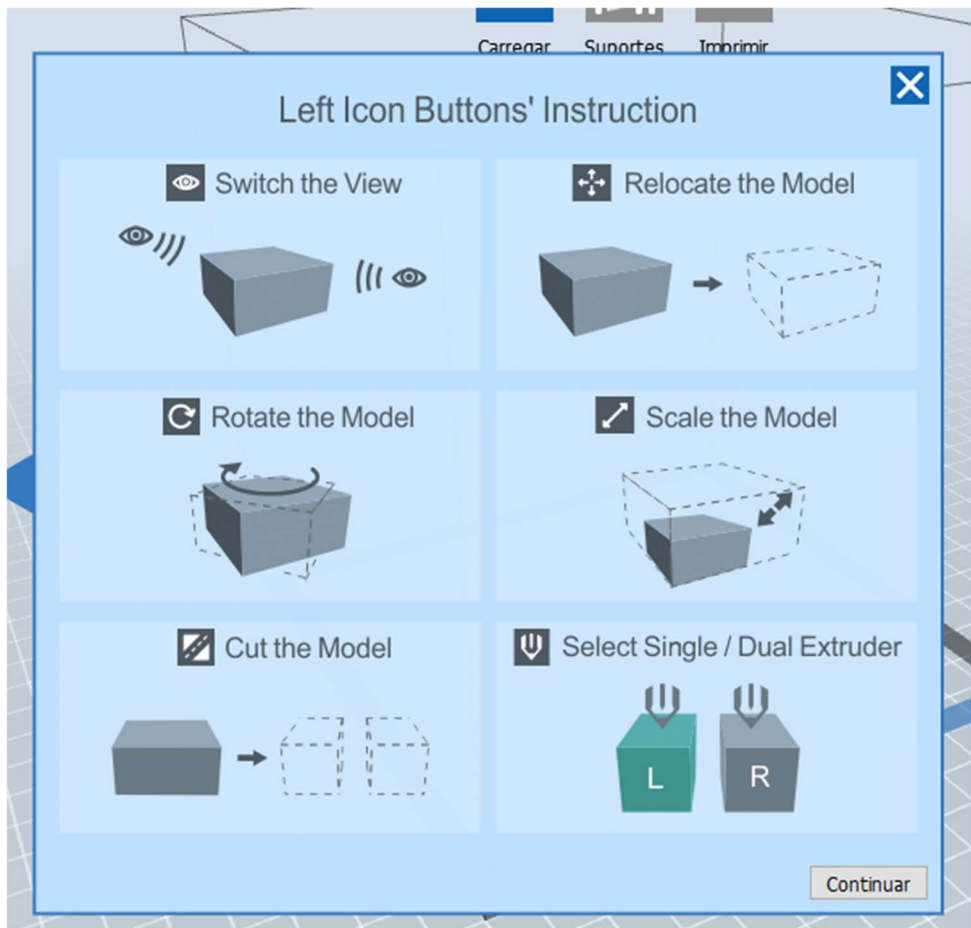 Carregar Suportes Imprimir
Left Icon Buttons' Instruction
Switch the View
Relocate the Model
Rotate the Model
Scale the Model
Cut the Model
Select Single / Dual Extruder
L
R
Continuar